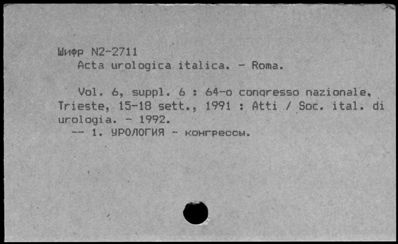 Шифр N2-2711
Acta urologica italica. - Roma.
Vol. 6, suppl. 6 : 64-o congresso nazionale,
Trieste, 15-18 sett., 1991 : Atti / Soc. ital. di
urologia. - 1992.
-- 1. УРОЛОГИЯ - конгрессы.